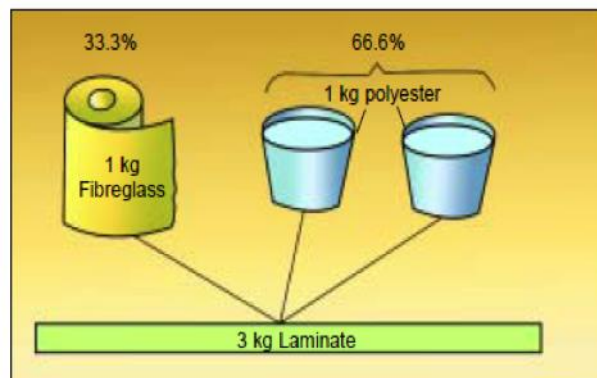 33.3%
66.6%
1 kg polyester
1 kg
Fibreglass
3 kg Laminate